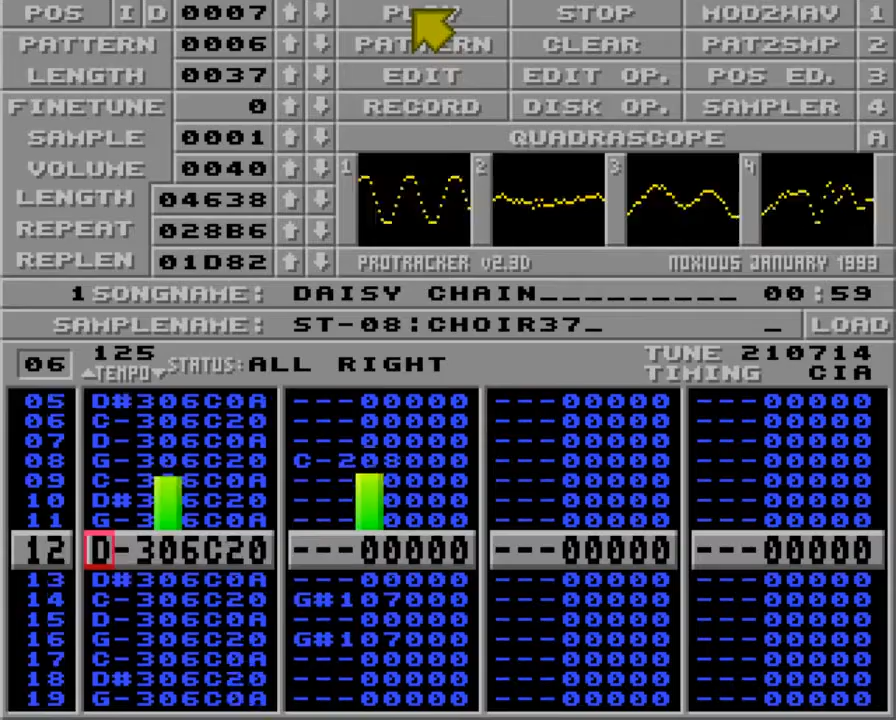 POS I D 0007 PLAY STOP MOD2WAV 1
PATTERN 0006 PATTERN CLEAR PAT2SMP 2
LENGTH 0037 EDIT EDIT OP. POS ED. 3
FINETUNE 0 RECORD DISK OP. SAMPLER 4
SAMPLE 0001 QUADRASCOPE A
VOLUME 0040 1 2 3 4
LENGTH 04638
REPEAT 028B6
REPLEN 01D82 PROTRACKER V2.3D NOXIOUS JANUARY 1993
1 SONGNAME: DAISY CHAIN_________ 00:59
SAMPLENAME: ST-08:CHOIR37_ _ LOAD
06 125 TEMPO STATUS: ALL RIGHT TUNE 210714
TIMING CIA
05 D#306C0A ---00000 ---00000 ---00000
06 C-306C20 ---00000 ---00000 ---00000
07 D-306C0A ---00000 ---00000 ---00000
08 G-306C20 C-208000 ---00000 ---00000
09 C-306C0A ---00000 ---00000 ---00000
10 D#306C20 ---00000 ---00000 ---00000
11 G-306C0A ---00000 ---00000 ---00000
12 D-306C20 ---00000 ---00000 ---00000
13 D#306C0A ---00000 ---00000 ---00000
14 C-306C20 G#107000 ---00000 ---00000
15 D-306C0A ---00000 ---00000 ---00000
16 G-306C20 G#107000 ---00000 ---00000
17 C-306C0A ---00000 ---00000 ---00000
18 D#306C20 ---00000 ---00000 ---00000
19 G-306C0A ---00000 ---00000 ---00000